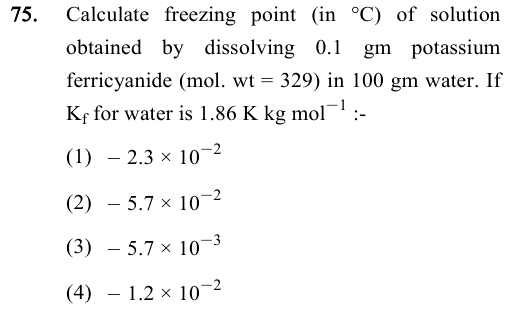 75. Calculate freezing point (in °C) of solution
obtained by dissolving 0.1 gm potassium
ferricyanide (mol. wt = 329) in 100 gm water. If
K_f for water is 1.86 K kg mol⁻¹ :-
(1) – 2.3 × 10⁻²
(2) – 5.7 × 10⁻²
(3) – 5.7 × 10⁻³
(4) – 1.2 × 10⁻²